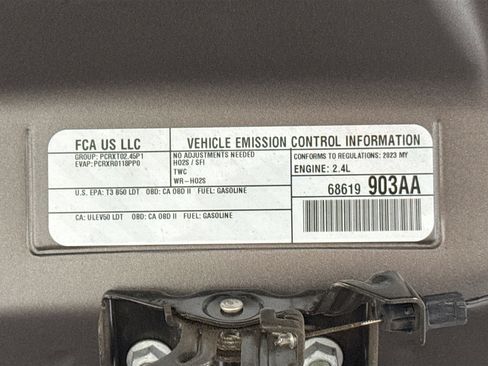 FCA US LLC
GROUP: PCRXT02.45P1
EVAP: PCRXR0118PP0
VEHICLE EMISSION CONTROL INFORMATION
NO ADJUSTMENTS NEEDED
HO2S / SFI
TWC
WR-HO2S
CONFORMS TO REGULATIONS: 2023 MY
ENGINE: 2.4L
68619 903AA
U.S. EPA: T3 B50 LDT OBD: CA OBD II FUEL: GASOLINE
CA: ULEV50 LDT OBD: CA OBD II FUEL: GASOLINE